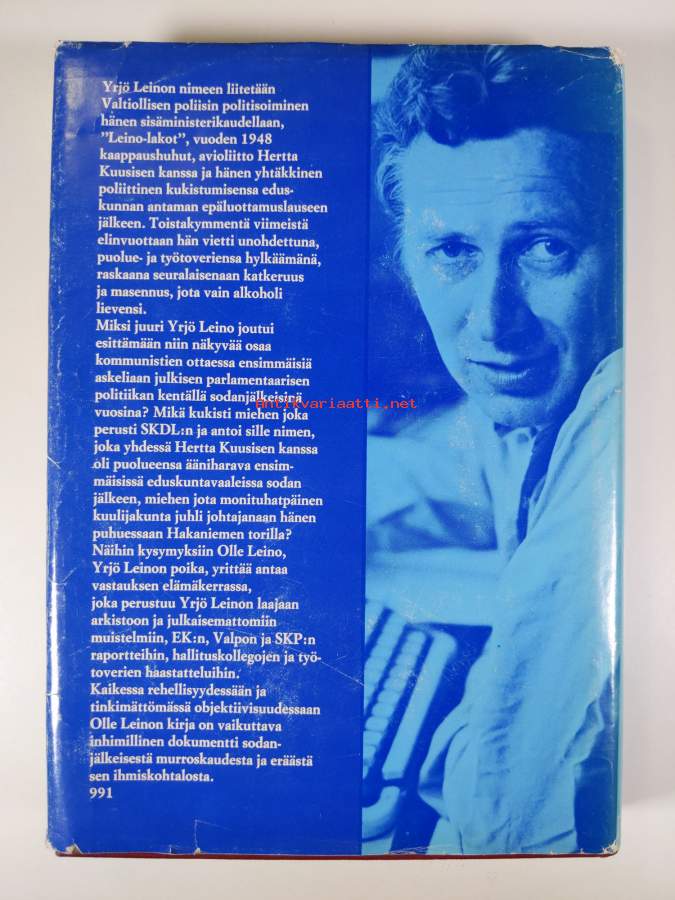 Yrjö Leinon nimeen liitetään
Valtiollisen poliisin politisoiminen
hänen sisäministerikaudellaan,
”Leino-lakot”, vuoden 1948
kaappaushuhut, avioliitto Hertta
Kuusisen kanssa ja hänen yhtäkkinen
poliittinen kukistumisensa edus-
kunnan antaman epäluottamuslauseen
jälkeen. Toistakymmentä viimeistä
elinvuottaan hän vietti unohdettuna,
puolue- ja työtoveriensa hylkäämänä,
raskaana seuralaisenaan katkeruus
ja masennus, jota vain alkoholi
lievensi.
Miksi juuri Yrjö Leino joutui
esittämään niin näkyvää osaa
kommunistien ottaessa ensimmäisiä
askeliaan julkisen parlamentaarisen
politiikan kentällä sodanjälkeisinä
vuosina? Mikä kukisti miehen joka
perusti SKDL:n ja antoi sille nimen,
joka yhdessä Hertta Kuusisen kanssa
oli puolueensa ääniharava ensim-
mäisissä eduskuntavaaleissa sodan
jälkeen, miehen jota monituhatpäinen
kuulijakunta juhli johtajanaan hänen
puhuessaan Hakaniemen torilla?
Näihin kysymyksiin Olle Leino,
Yrjö Leinon poika, yrittää antaa
vastauksen elämäkerrassa,
joka perustuu Yrjö Leinon laajaan
arkistoon ja julkaisemattomiin
muistelmiin, EK:n, Valpon ja SKP:n
raportteihin, hallituskollegojen ja työ-
toverien haastatteluihin.
Kaikessa rehellisyydessään ja
tinkimättömässä objektiivisuudessaan
Olle Leinon kirja on vaikuttava
inhimillinen dokumentti sodan-
jälkeisestä murroskaudesta ja eräästä
sen ihmiskohtalosta.
991
Antikvariaatti.net